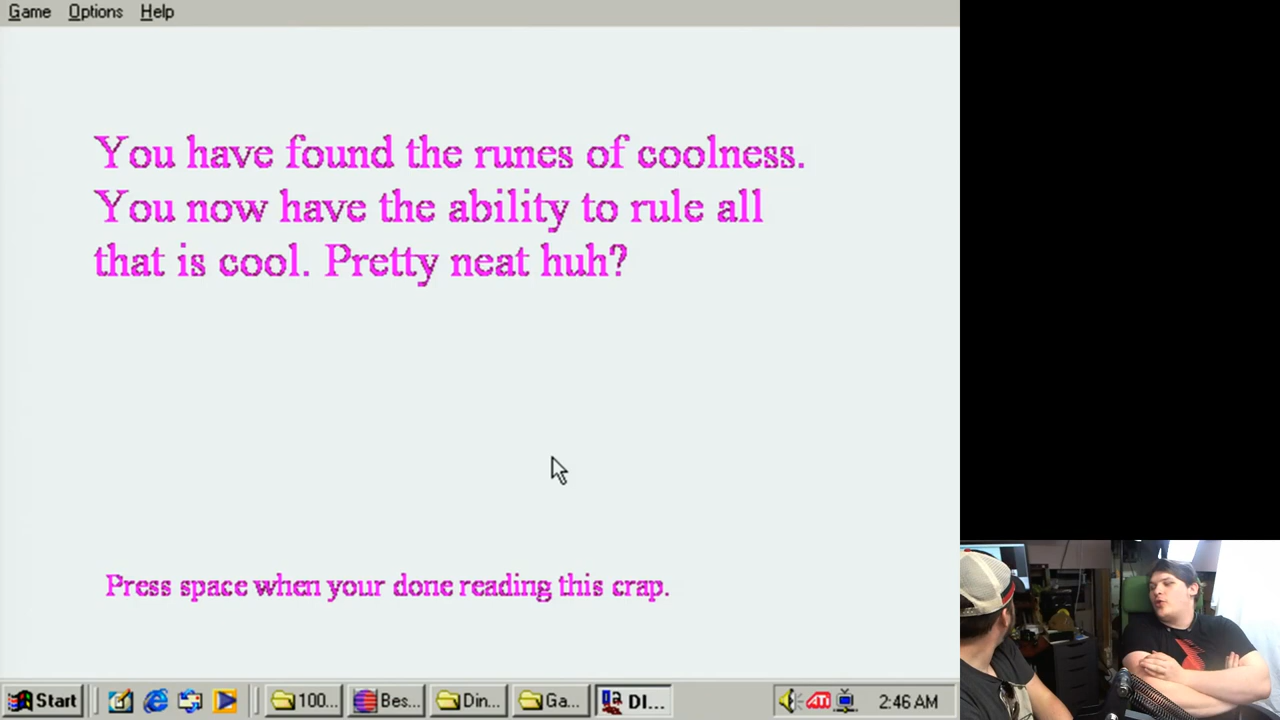 Game Options Help
You have found the runes of coolness.
You now have the ability to rule all
that is cool. Pretty neat huh?
Press space when your done reading this crap.
Start 100... Bes... Din... Ga... DI... 2:46 AM